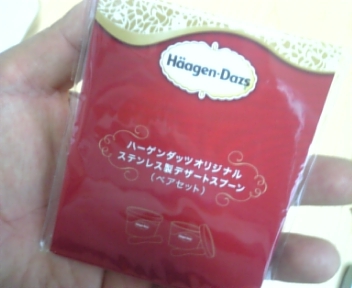 Häagen-Dazs
ハーゲンダッツオリジナル
ステンレス製デザートスプーン
(ペアセット)